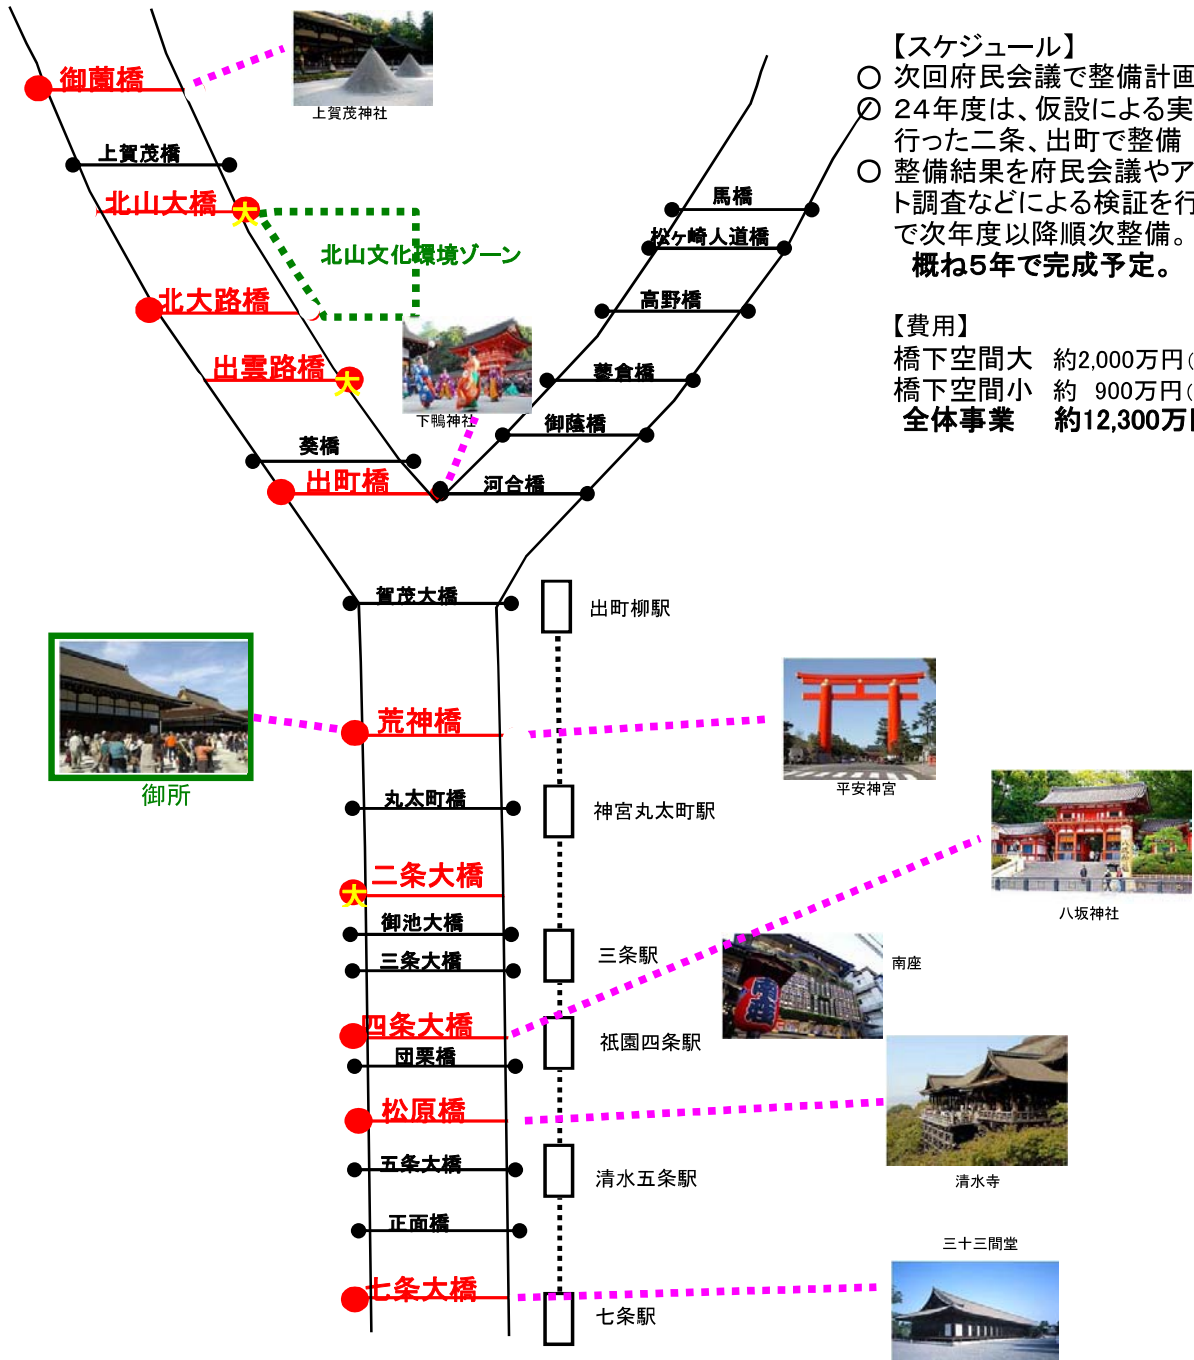 【スケジュール】
○ 次回府民会議で整備計画
○ 24年度は、仮設による実
行った二条、出町で整備
○ 整備結果を府民会議やア
ト調査などによる検証を行
で次年度以降順次整備。
概ね5年で完成予定。
【費用】
橋下空間大 約2,000万円(
橋下空間小 約 900万円(
全体事業 約12,300万
御薗橋
上賀茂神社
上賀茂橋
北山大橋
大
北山文化環境ゾーン
馬橋
松ヶ崎人道橋
北大路橋
高野橋
出雲路橋
大
蓼倉橋
下鴨神社
御蔭橋
葵橋
出町橋
河合橋
賀茂大橋
出町柳駅
荒神橋
御所
平安神宮
丸太町橋
神宮丸太町駅
二条大橋
大
八坂神社
御池大橋
三条大橋
三条駅
南座
四条大橋
祇園四条駅
団栗橋
松原橋
五条大橋
清水五条駅
清水寺
正面橋
三十三間堂
七条大橋
七条駅